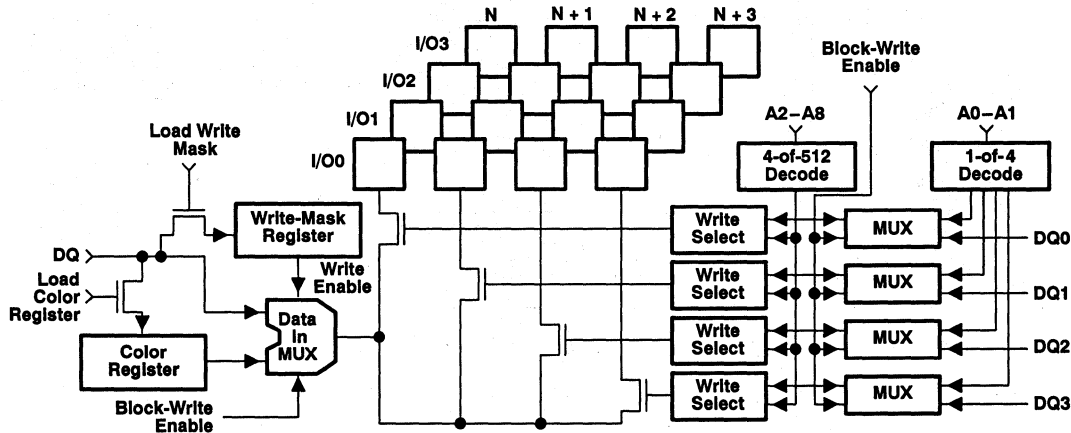 N
N + 1
N + 2
N + 3
I/O3
I/O2
I/O1
I/O0
Block-Write
Enable
A2–A8
A0–A1
4-of-512
Decode
1-of-4
Decode
Load Write
Mask
Write-Mask
Register
DQ
Load
Color
Register
Write
Enable
Data
In
MUX
Color
Register
Block-Write
Enable
Write
Select
MUX
DQ0
Write
Select
MUX
DQ1
Write
Select
MUX
DQ2
Write
Select
MUX
DQ3